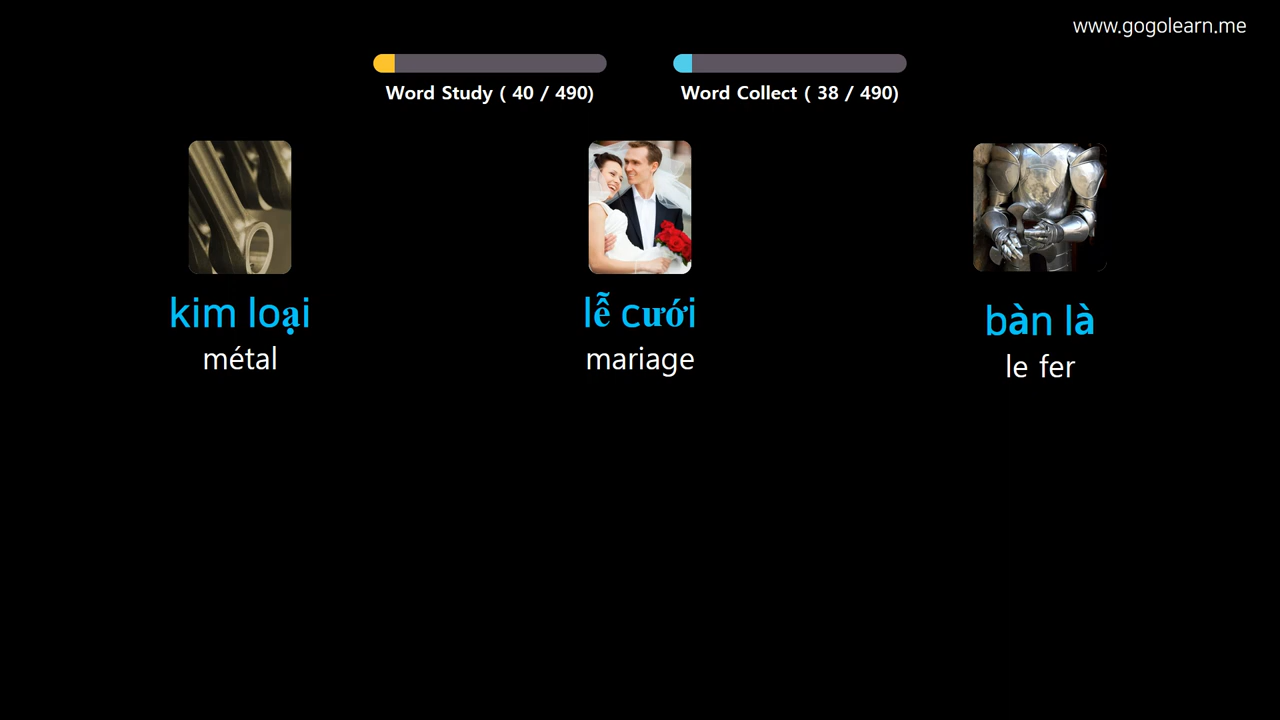 www.gogolearn.me
Word Study ( 40 / 490)
Word Collect ( 38 / 490)
kim loại
métal
lễ cưới
mariage
bàn là
le fer